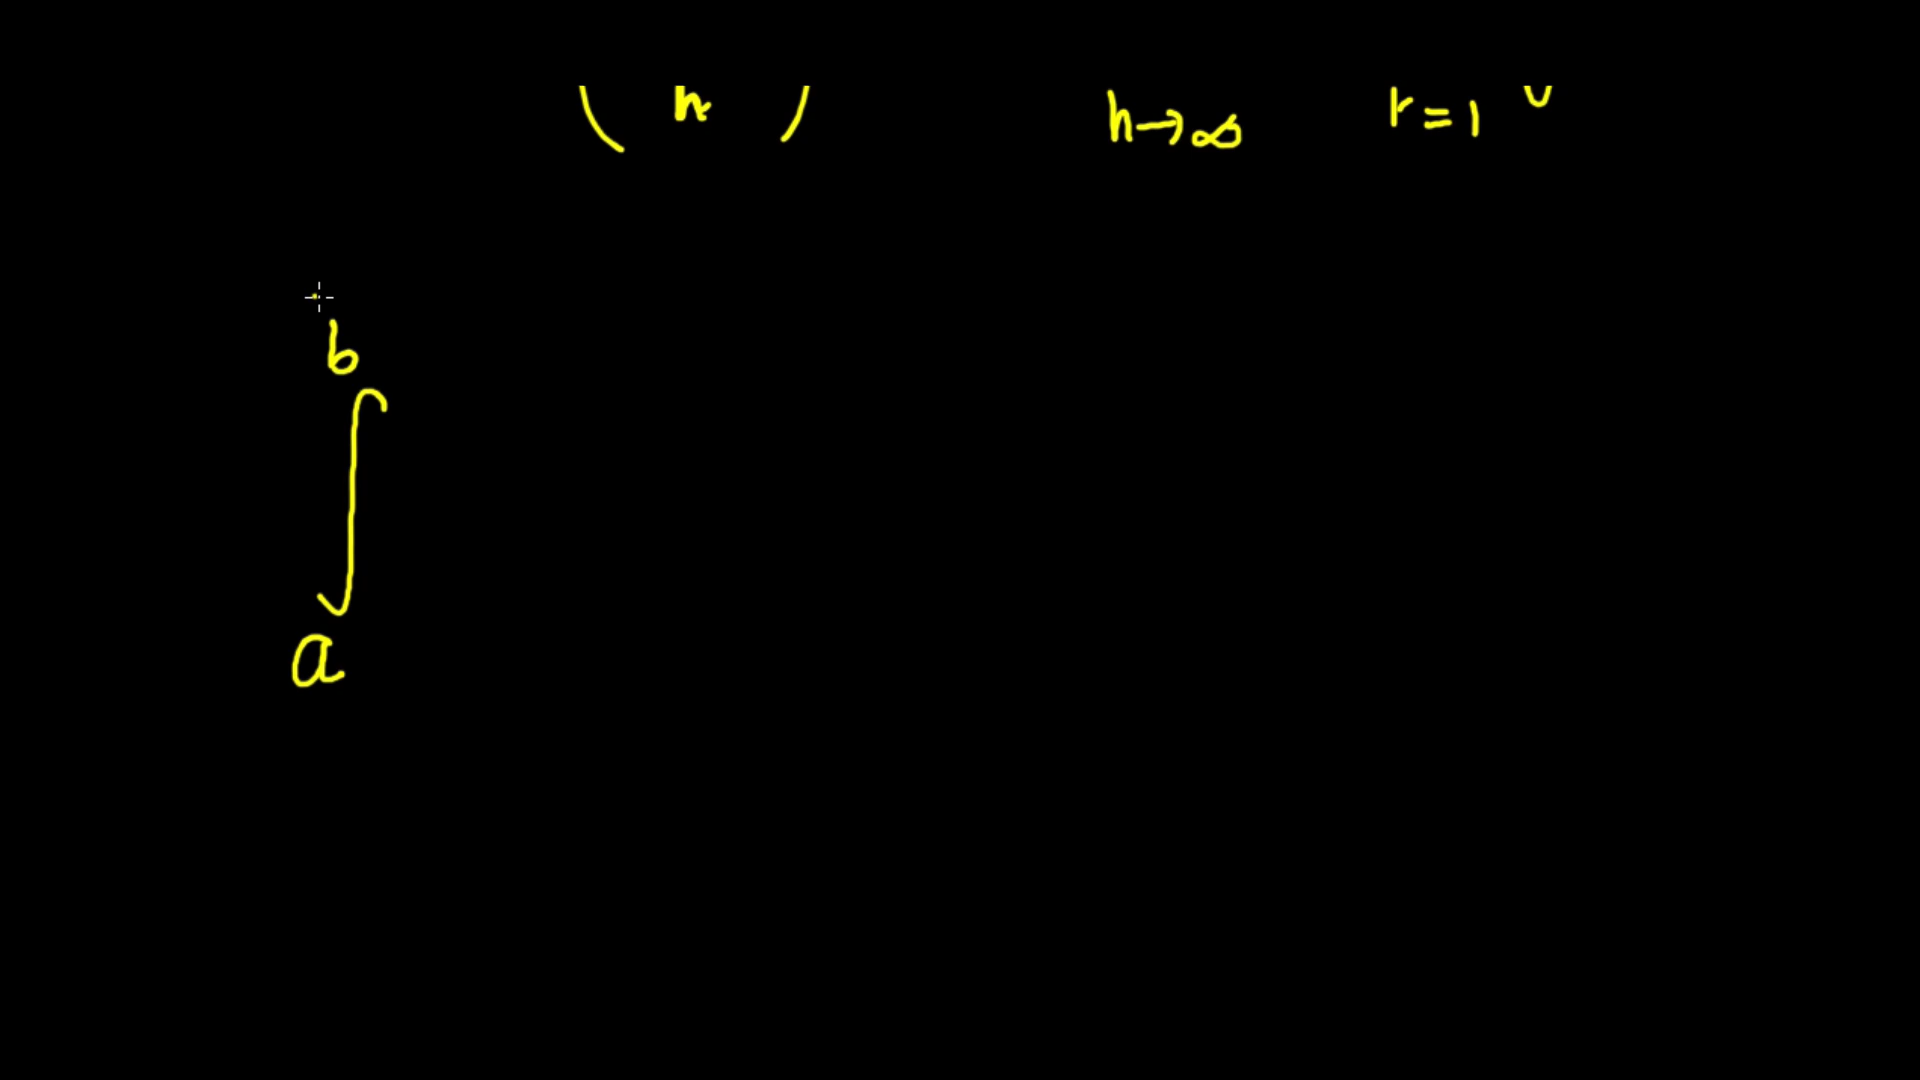 ( n ) n→∞ r=1
b
∫
a